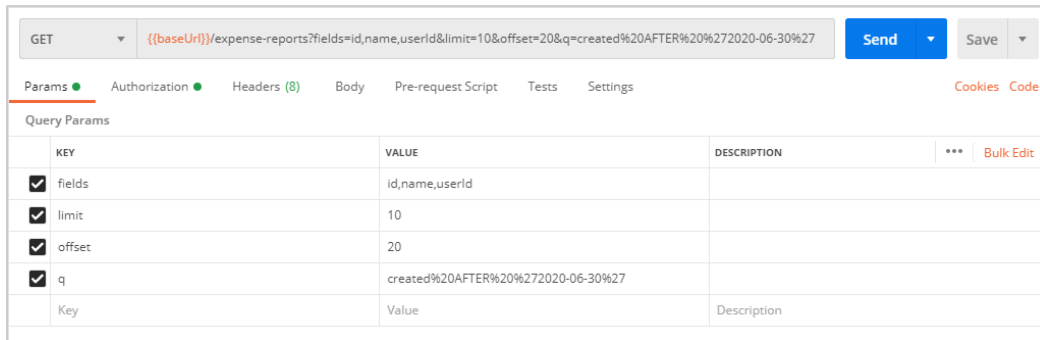 GET {{baseUrl}}/expense-reports?fields=id,name,userId&limit=10&offset=20&q=created%20AFTER%20%272020-06-30%27 Send Save
Params Authorization Headers (8) Body Pre-request Script Tests Settings Cookies Code
Query Params
KEY VALUE DESCRIPTION ••• Bulk Edit
fields id,name,userId
limit 10
offset 20
q created%20AFTER%20%272020-06-30%27
Key Value Description